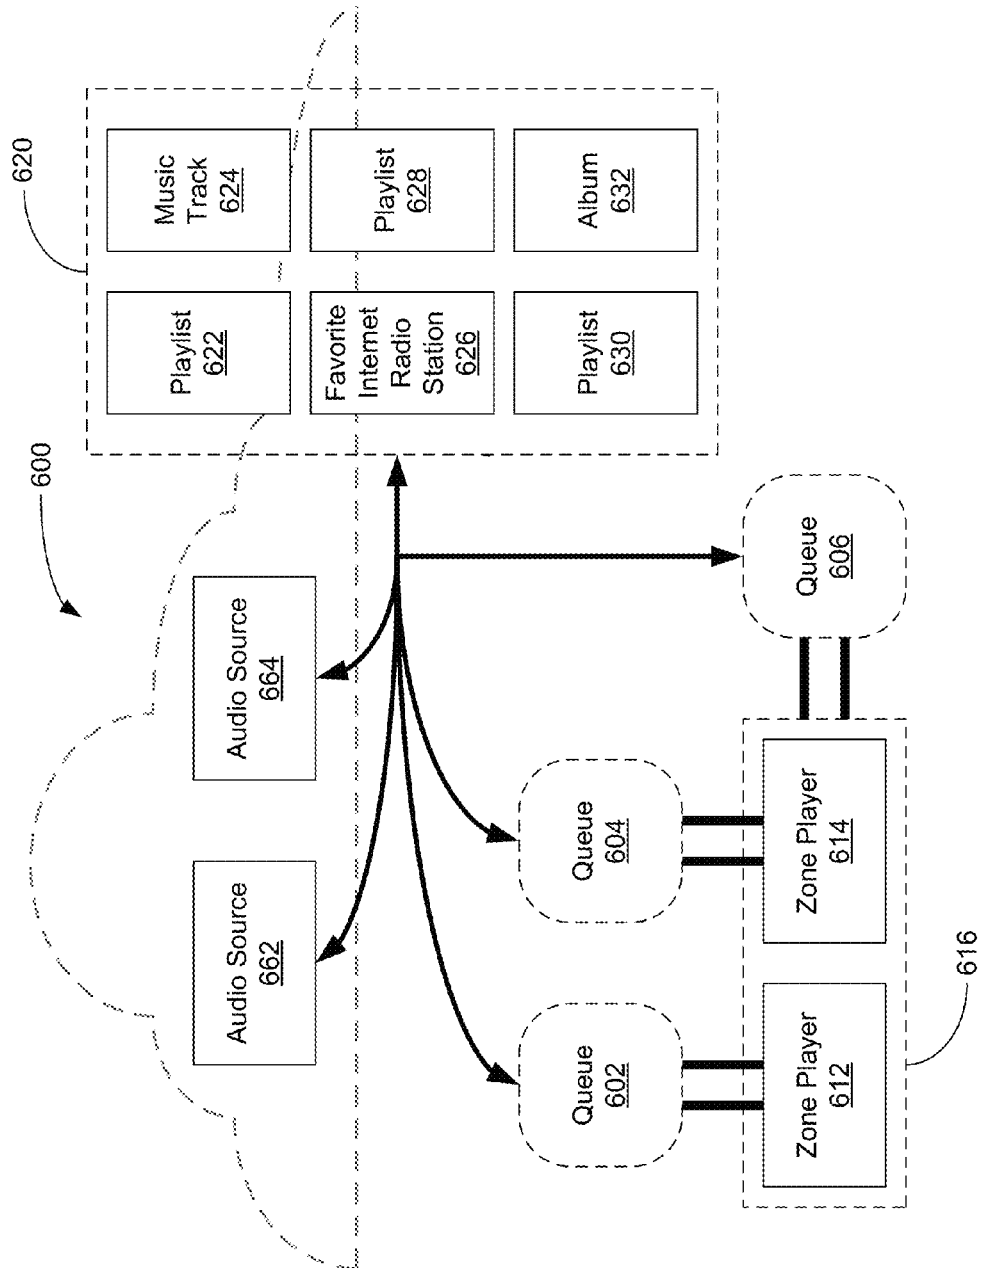 600
620
Audio Source
662
Audio Source
664
Playlist
622
Music
Track
624
Favorite
Internet
Radio
Station
626
Playlist
628
Playlist
630
Album
632
Queue
602
Queue
604
Queue
606
Zone Player
612
Zone Player
614
616